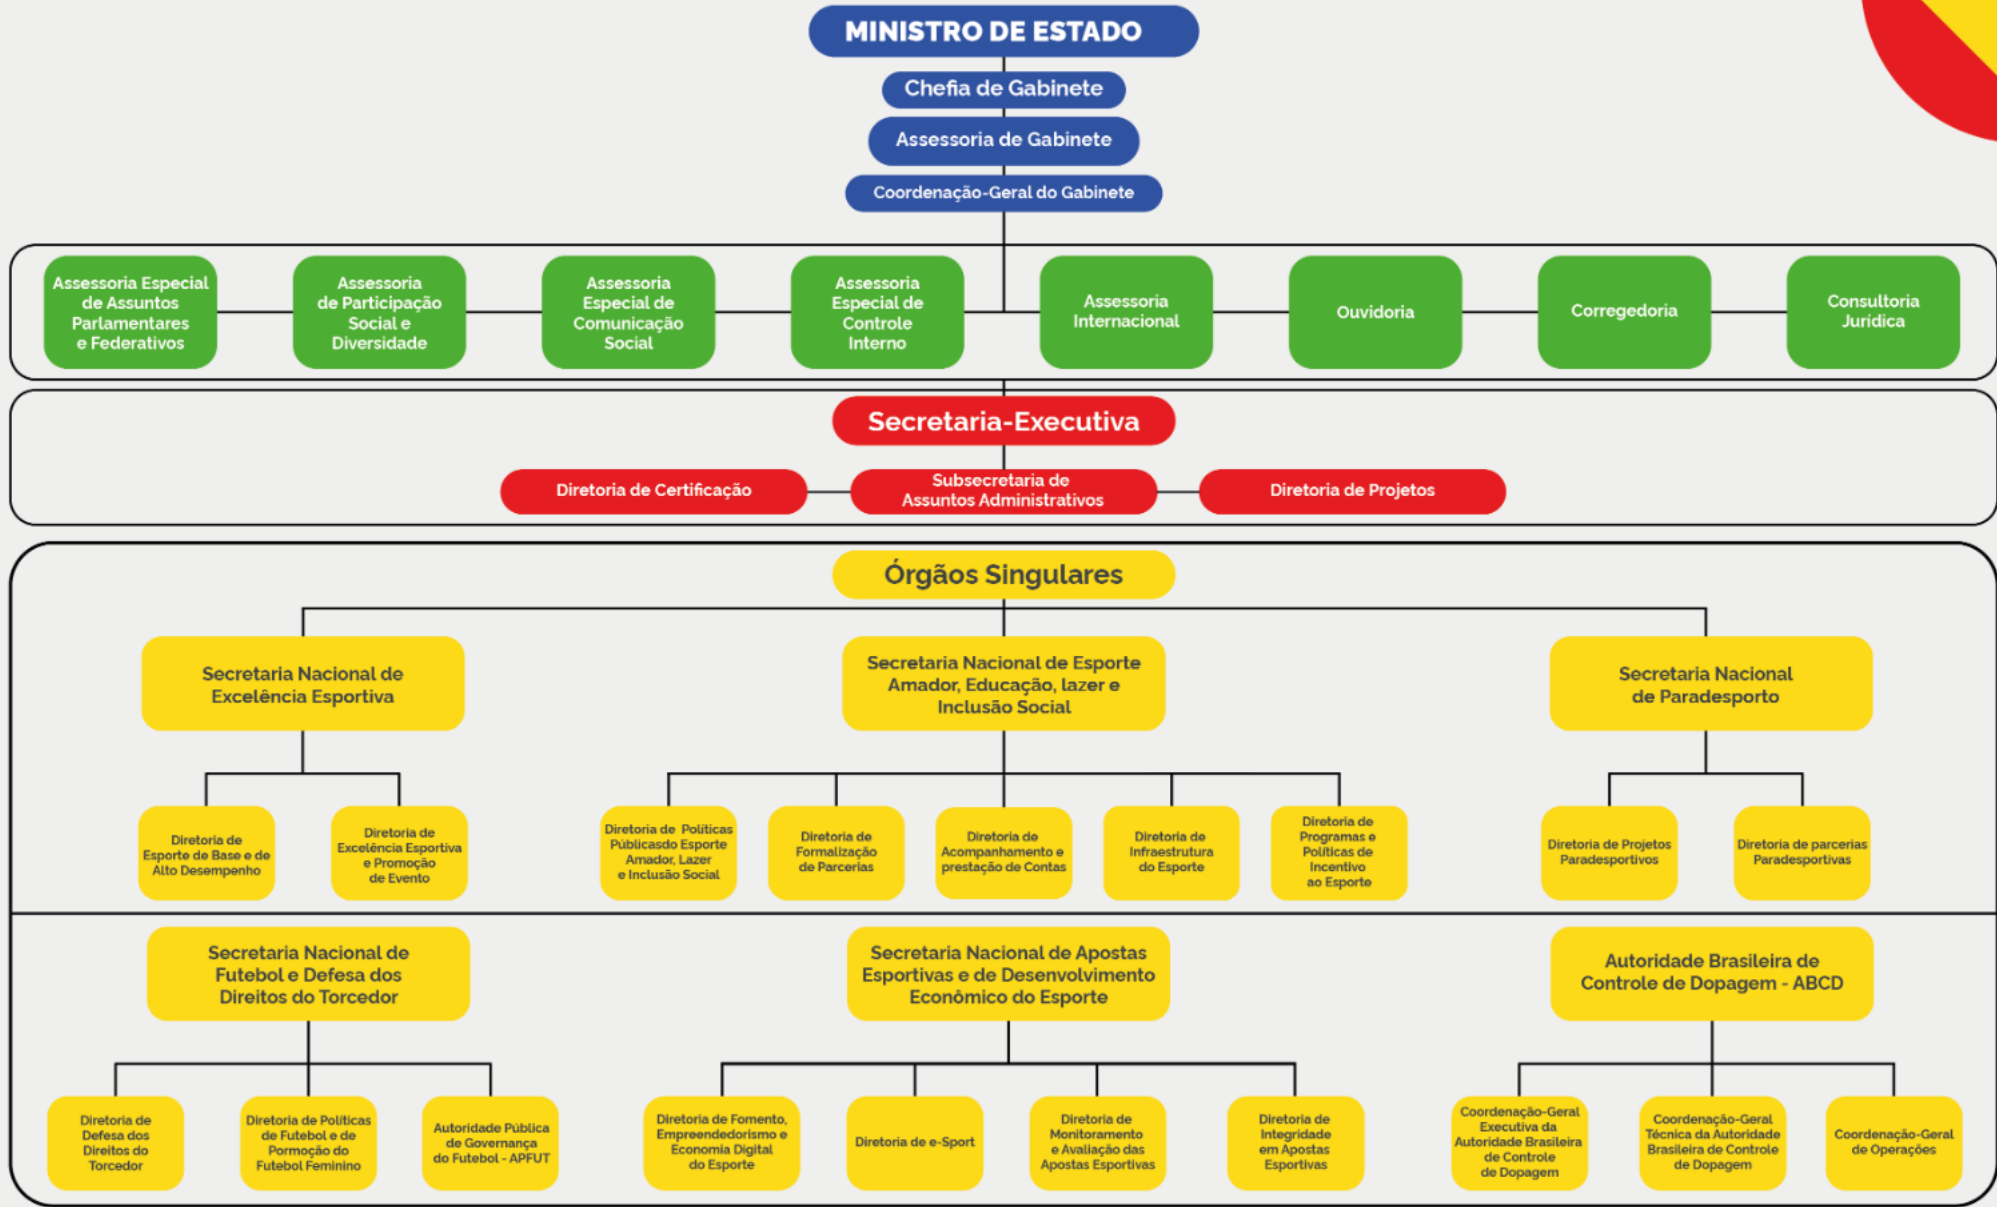 MINISTRO DE ESTADO
Chefia de Gabinete
Assessoria de Gabinete
Coordenação-Geral do Gabinete
Assessoria Especial
de Assuntos
Parlamentares
e Federativos
Assessoria
de Participação
Social e
Diversidade
Assessoria
Especial de
Comunicação
Social
Assessoria
Especial de
Controle
Interno
Assessoria
Internacional
Ouvidoria
Corregedoria
Consultoria
Jurídica
Secretaria-Executiva
Diretoria de Certificação
Subsecretaria de
Assuntos Administrativos
Diretoria de Projetos
Órgãos Singulares
Secretaria Nacional de
Excelência Esportiva
Secretaria Nacional de Esporte
Amador, Educação, lazer e
Inclusão Social
Secretaria Nacional
de Paradesporto
Diretoria de
Esporte de Base e de
Alto Desempenho
Diretoria de
Excelência Esportiva
e Promoção
de Evento
Diretoria de Políticas
Públicasdo Esporte
Amador, Lazer
e Inclusão Social
Diretoria de
Formalização
de Parcerias
Diretoria de
Acompanhamento e
prestação de Contas
Diretoria de
Infraestrutura
do Esporte
Diretoria de
Programas e
Políticas de
Incentivo
ao Esporte
Diretoria de Projetos
Paradesportivos
Diretoria de parcerias
Paradesportivas
Secretaria Nacional de
Futebol e Defesa dos
Direitos do Torcedor
Secretaria Nacional de Apostas
Esportivas e de Desenvolvimento
Econômico do Esporte
Autoridade Brasileira de
Controle de Dopagem - ABCD
Diretoria de
Defesa dos
Direitos do
Torcedor
Diretoria de Políticas
de Futebol e de
Pormoção do
Futebol Feminino
Autoridade Pública
de Governança
do Futebol - APFUT
Diretoria de Fomento,
Empreendedorismo e
Economia Digital
do Esporte
Diretoria de e-Sport
Diretoria de
Monitoramento
e Avaliação das
Apostas Esportivas
Diretoria de
Integridade
em Apostas
Esportivas
Coordenação-Geral
Executiva da
Autoridade Brasileira
de Controle
de Dopagem
Coordenação-Geral
Técnica da Autoridade
Brasileira de Controle
de Dopagem
Coordenação-Geral
de Operações